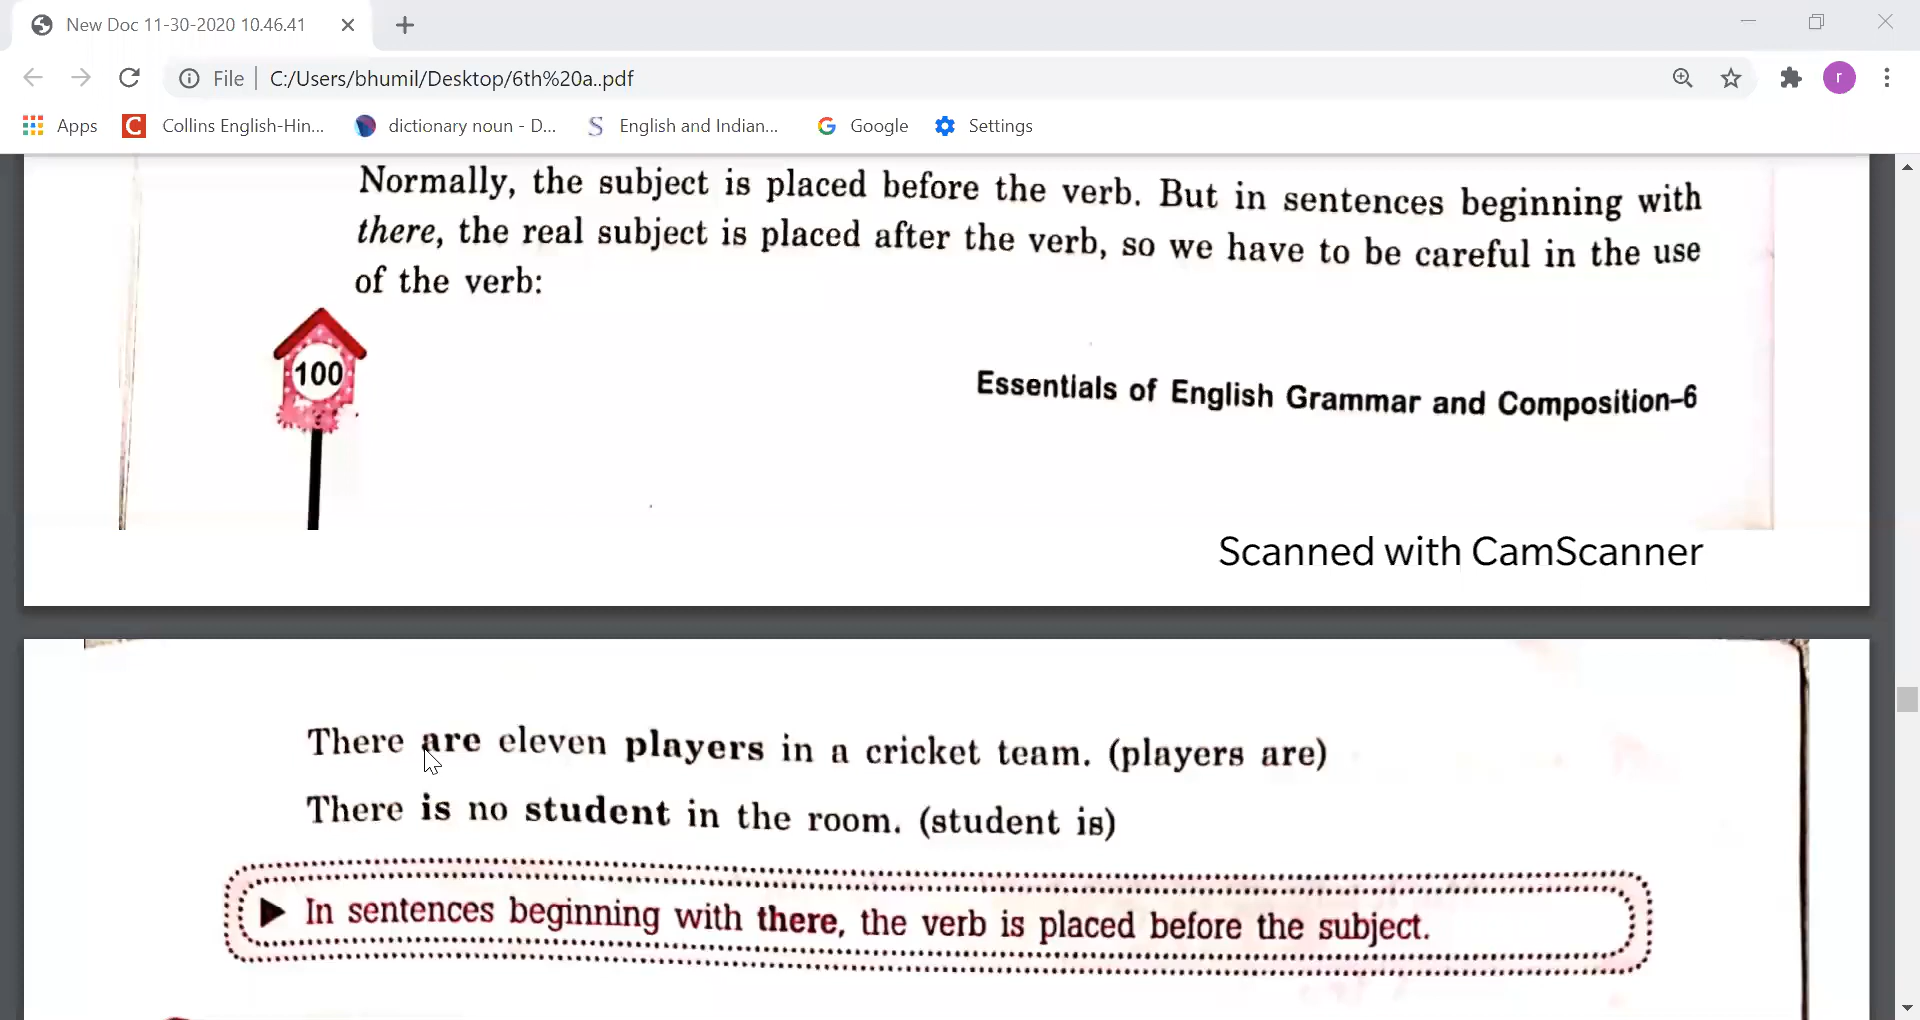 New Doc 11-30-2020 10.46.41
File C:/Users/bhumil/Desktop/6th%20a..pdf
r
Apps Collins English-Hin... dictionary noun - D... English and Indian... Google Settings
Normally, the subject is placed before the verb. But in sentences beginning with
there, the real subject is placed after the verb, so we have to be careful in the use
of the verb:
100
Essentials of English Grammar and Composition–6
Scanned with CamScanner
There are eleven players in a cricket team. (players are)
There is no student in the room. (student is)
▶ In sentences beginning with there, the verb is placed before the subject.